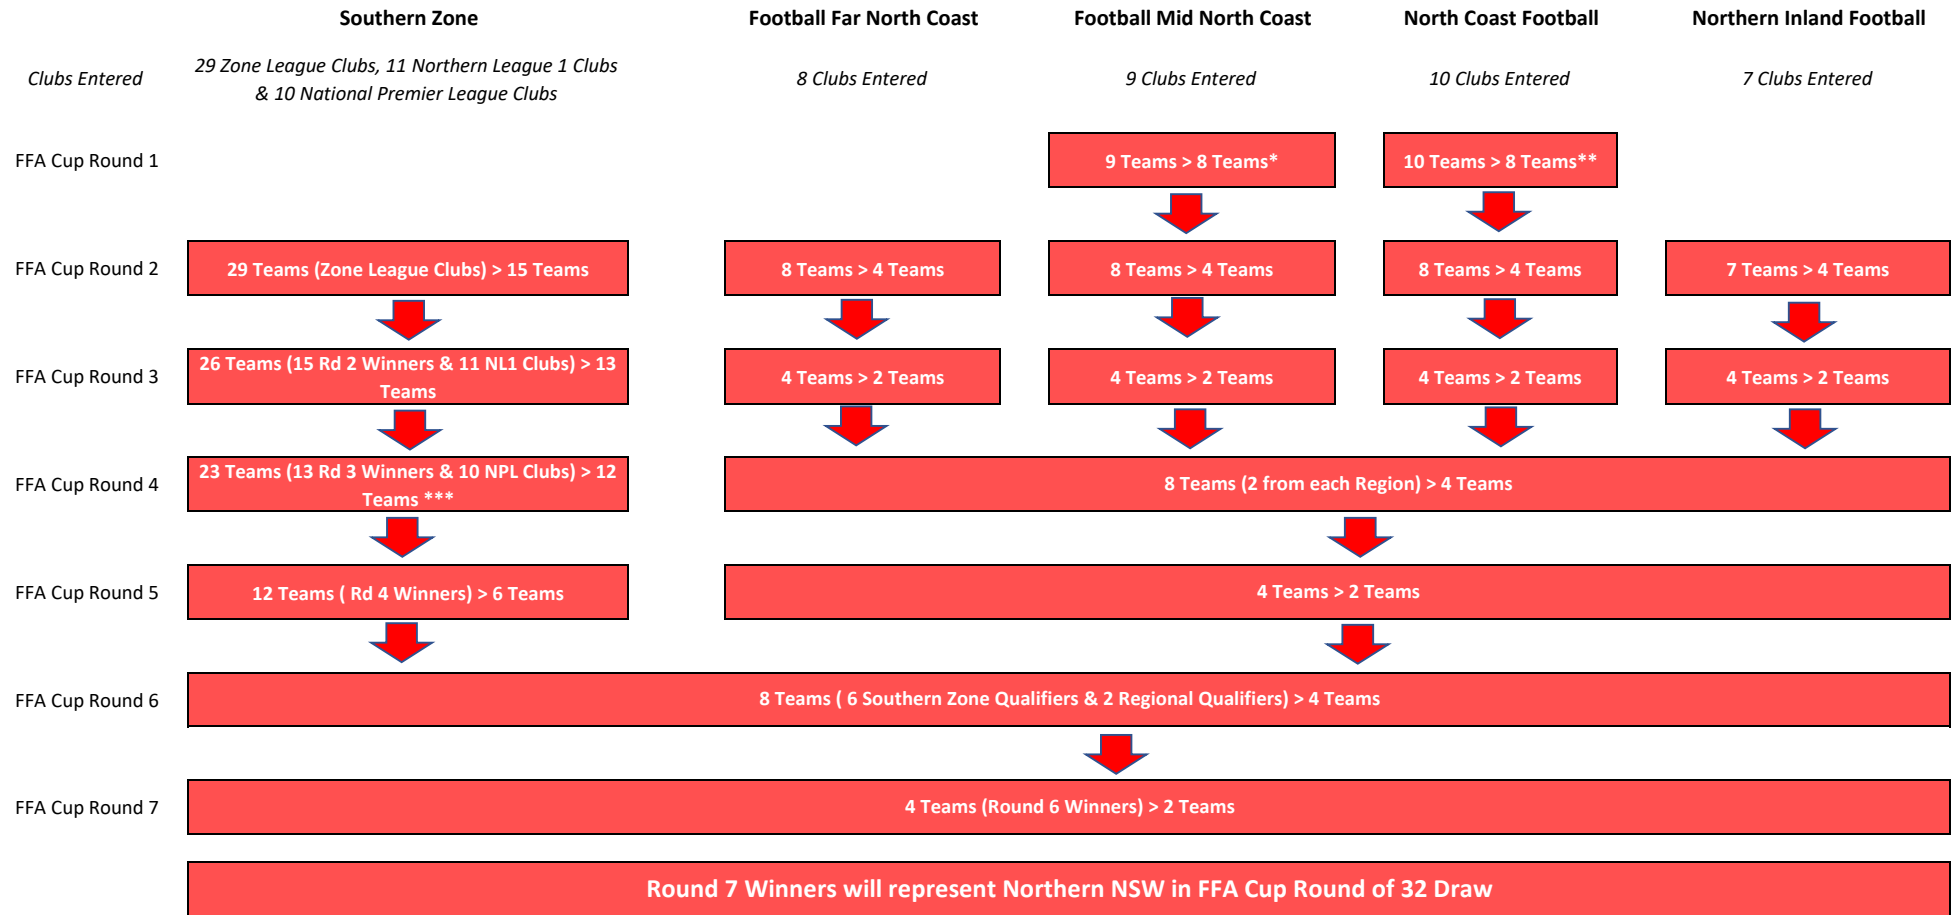 Southern Zone
Football Far North Coast
Football Mid North Coast
North Coast Football
Northern Inland Football
Clubs Entered
29 Zone League Clubs, 11 Northern League 1 Clubs
& 10 National Premier League Clubs
8 Clubs Entered
9 Clubs Entered
10 Clubs Entered
7 Clubs Entered
FFA Cup Round 1
9 Teams > 8 Teams*
10 Teams > 8 Teams**
FFA Cup Round 2
29 Teams (Zone League Clubs) > 15 Teams
8 Teams > 4 Teams
8 Teams > 4 Teams
8 Teams > 4 Teams
7 Teams > 4 Teams
FFA Cup Round 3
26 Teams (15 Rd 2 Winners & 11 NL1 Clubs) > 13
Teams
4 Teams > 2 Teams
4 Teams > 2 Teams
4 Teams > 2 Teams
4 Teams > 2 Teams
FFA Cup Round 4
23 Teams (13 Rd 3 Winners & 10 NPL Clubs) > 12
Teams ***
8 Teams (2 from each Region) > 4 Teams
FFA Cup Round 5
12 Teams ( Rd 4 Winners) > 6 Teams
4 Teams > 2 Teams
FFA Cup Round 6
8 Teams ( 6 Southern Zone Qualifiers & 2 Regional Qualifiers) > 4 Teams
FFA Cup Round 7
4 Teams (Round 6 Winners) > 2 Teams
Round 7 Winners will represent Northern NSW in FFA Cup Round of 32 Draw